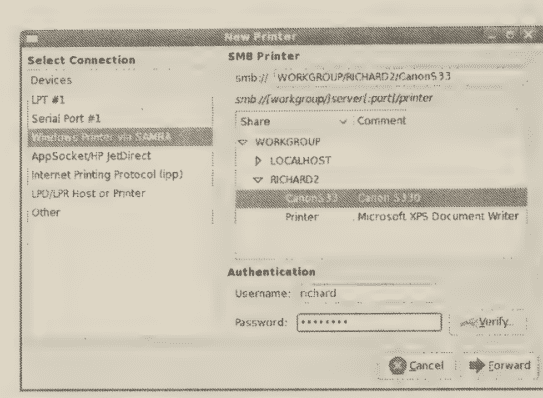 New Printer
Select Connection
Devices
LPT #1
Serial Port #1
Windows Printer via SAMBA
AppSocket/HP JetDirect
Internet Printing Protocol (ipp)
LPD/LPR Host or Printer
Other
SMB Printer
smb:// WORKGROUP/RICHARD2/CanonS33
smb://[workgroup/]server[:port]/printer
Share Comment
WORKGROUP
LOCALHOST
RICHARD2
CanonS33 Canon S330
Printer Microsoft XPS Document Writer
Authentication
Username: richard
Password: ••••••••
Verify..
Cancel Forward